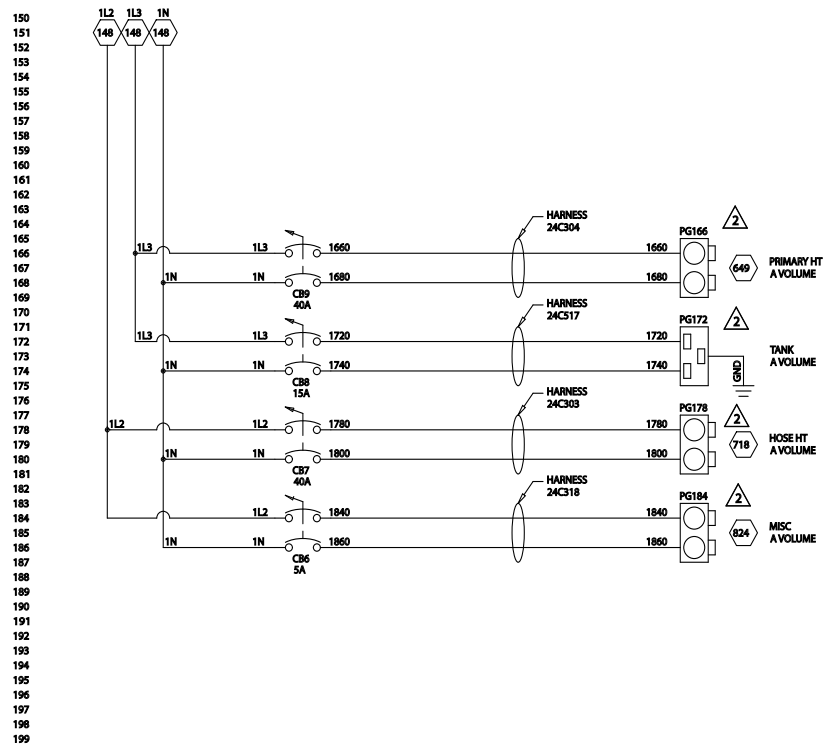 150 1L2 1L3 1N
151 148 148 148
152
153
154
155
156
157
158
159
160
161
162
163 HARNESS 2
164 24C304
165 PG166
166 1L3 1L3 1660 1660
167 649 PRIMARY HT
168 1N 1N 1680 1680 A VOLUME
169 CB9
170 40A HARNESS
171 24C517 PG172 2
172 1L3 1L3 1720 1720
173 TANK
174 1N 1N 1740 1740 GND A VOLUME
175 CB8
176 15A HARNESS
177 24C303 PG178 2
178 1L2 1L2 1780 1780
179 718 HOSE HT
180 1N 1N 1800 1800 A VOLUME
181 CB7
182 40A HARNESS
183 24C318 PG184 2
184 1L2 1840 1840
185 824 MISC
186 1N 1N 1860 1860 A VOLUME
187 CB6
188 5A
189
190
191
192
193
194
195
196
197
198
199